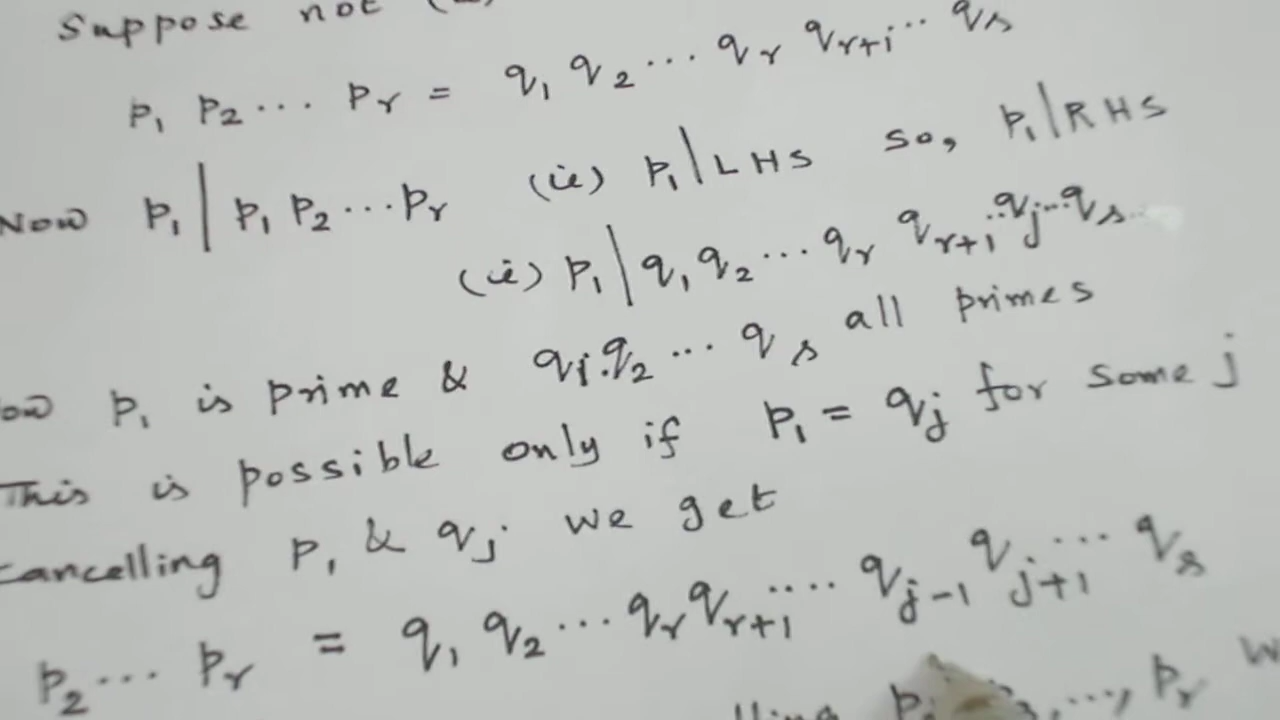 Suppose not
p₁ p₂ ... pᵣ = q₁ q₂ ... qᵣ qᵣ₊₁ ... qₛ
Now p₁ | p₁ p₂ ... pᵣ (ie) p₁ | LHS so, p₁ | RHS
(ie) p₁ | q₁ q₂ ... qᵣ qᵣ₊₁ ... qⱼ ... qₛ
p₁ is prime & q₁.q₂ ... qₛ all primes
This is possible only if p₁ = qⱼ for some j
cancelling p₁ & qⱼ we get
p₂ ... pᵣ = q₁ q₂ ... qᵣ qᵣ₊₁ .... qⱼ₋₁ qⱼ₊₁ ... qₛ
..., pᵣ